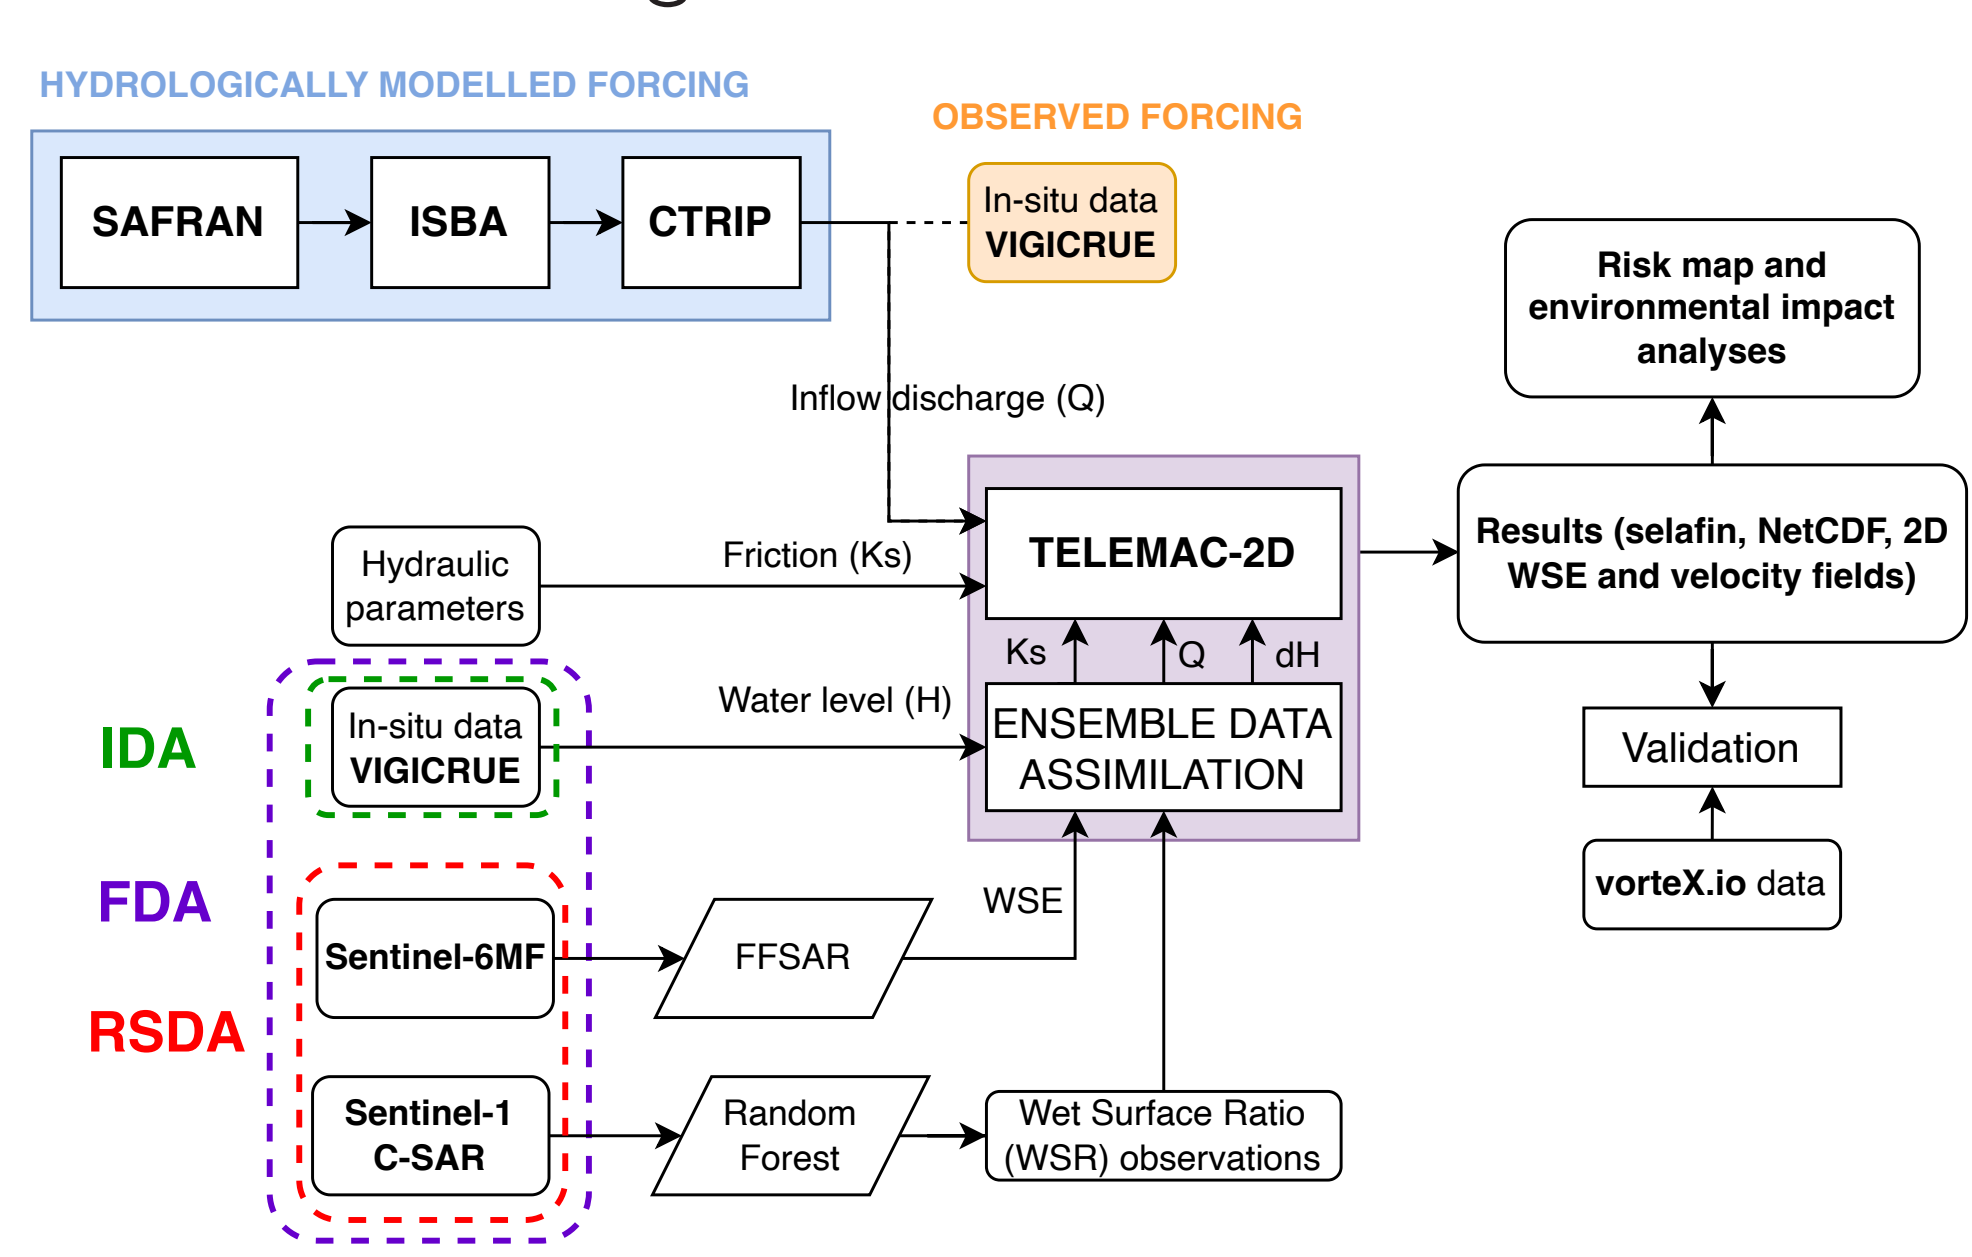 HYDROLOGICALLY MODELLED FORCING
OBSERVED FORCING
SAFRAN
ISBA
CTRIP
In-situ data
VIGICRUE
Risk map and
environmental impact
analyses
Inflow discharge (Q)
Hydraulic
parameters
Friction (Ks)
TELEMAC-2D
Results (selafin, NetCDF, 2D
WSE and velocity fields)
Ks
Q
dH
IDA
In-situ data
VIGICRUE
Water level (H)
ENSEMBLE DATA
ASSIMILATION
Validation
FDA
Sentinel-6MF
FFSAR
WSE
vorteX.io data
RSDA
Sentinel-1
C-SAR
Random
Forest
Wet Surface Ratio
(WSR) observations